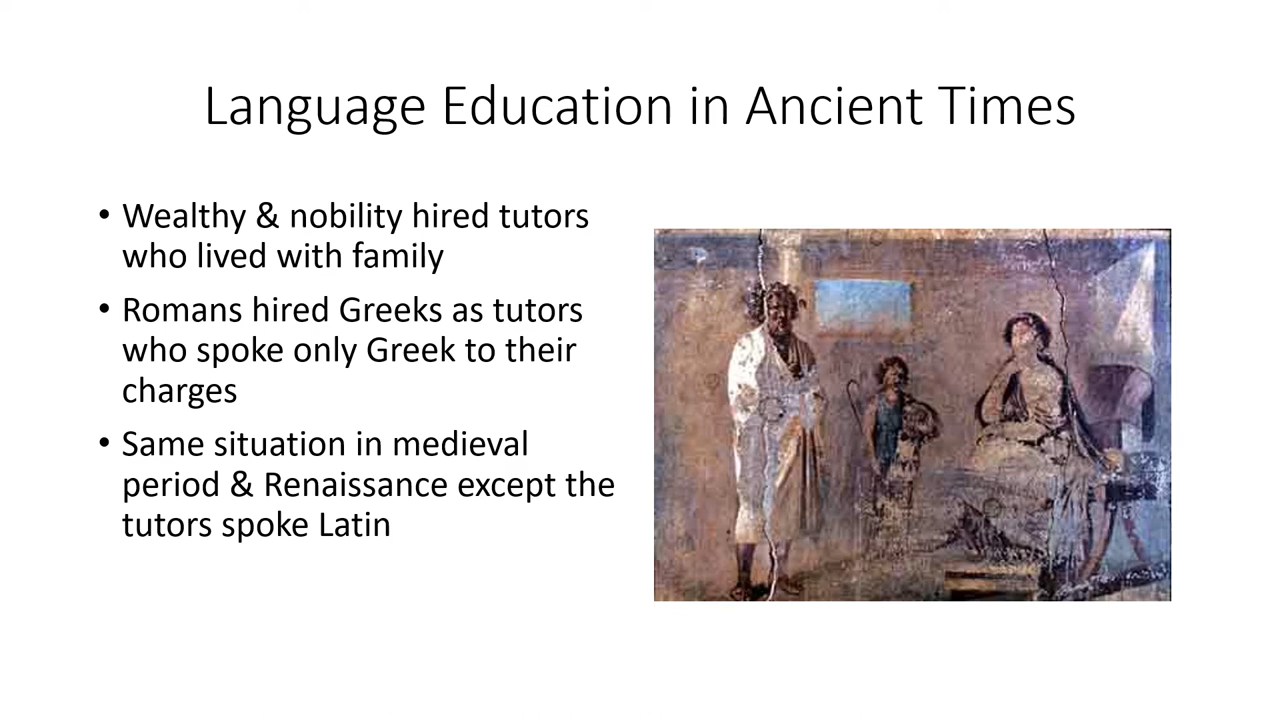 Language Education in Ancient Times
• Wealthy & nobility hired tutors
who lived with family
• Romans hired Greeks as tutors
who spoke only Greek to their
charges
• Same situation in medieval
period & Renaissance except the
tutors spoke Latin